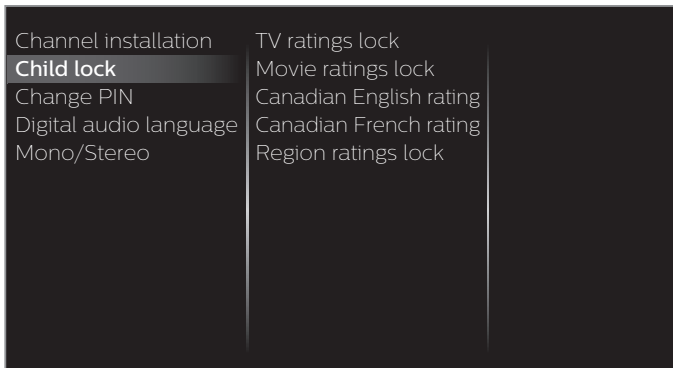 Channel installation
Child lock
Change PIN
Digital audio language
Mono/Stereo
TV ratings lock
Movie ratings lock
Canadian English rating
Canadian French rating
Region ratings lock